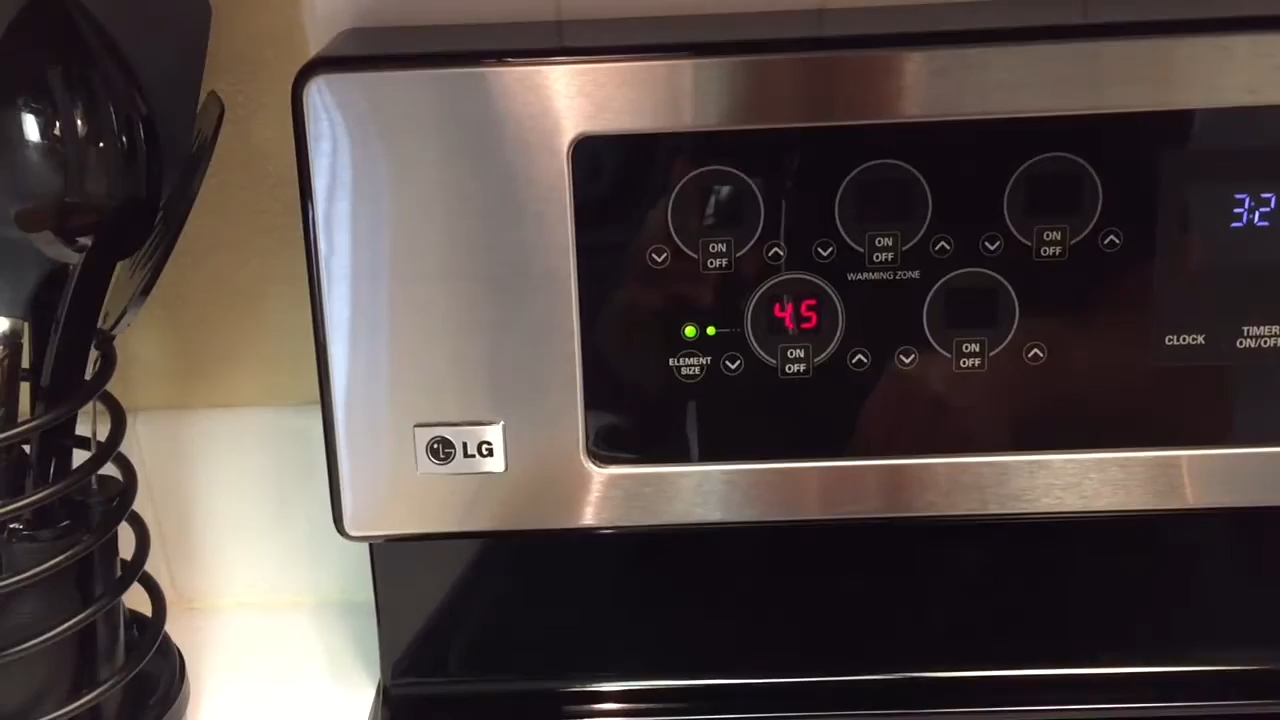 ON
OFF
ON
OFF
WARMING ZONE
ON
OFF
3:2
4.5
ELEMENT
SIZE
ON
OFF
ON
OFF
CLOCK
TIMER
ON/OFF
LG